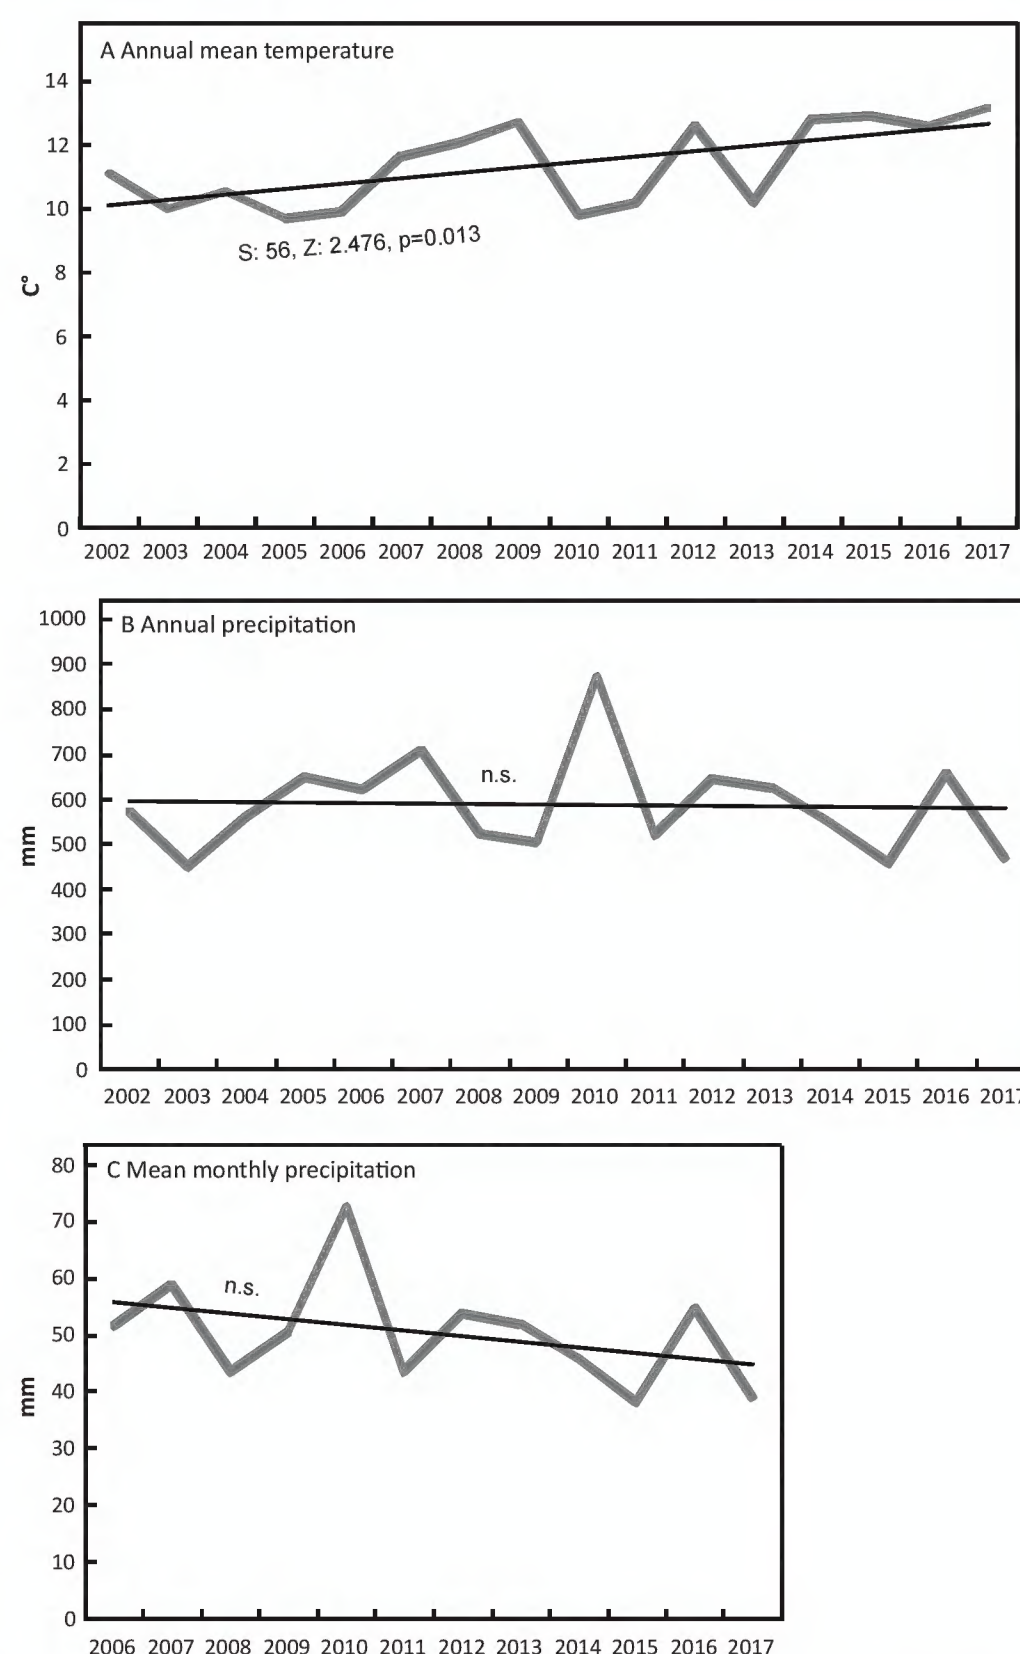 A Annual mean temperature
14
12
10
8
6
4
2
0
C°
S: 56, Z: 2.476, p=0.013
2002 2003 2004 2005 2006 2007 2008 2009 2010 2011 2012 2013 2014 2015 2016 2017
B Annual precipitation
1000
900
800
700
600
500
400
300
200
100
0
mm
n.s.
2002 2003 2004 2005 2006 2007 2008 2009 2010 2011 2012 2013 2014 2015 2016 2017
C Mean monthly precipitation
80
70
60
50
40
30
20
10
0
mm
n.s.
2006 2007 2008 2009 2010 2011 2012 2013 2014 2015 2016 2017